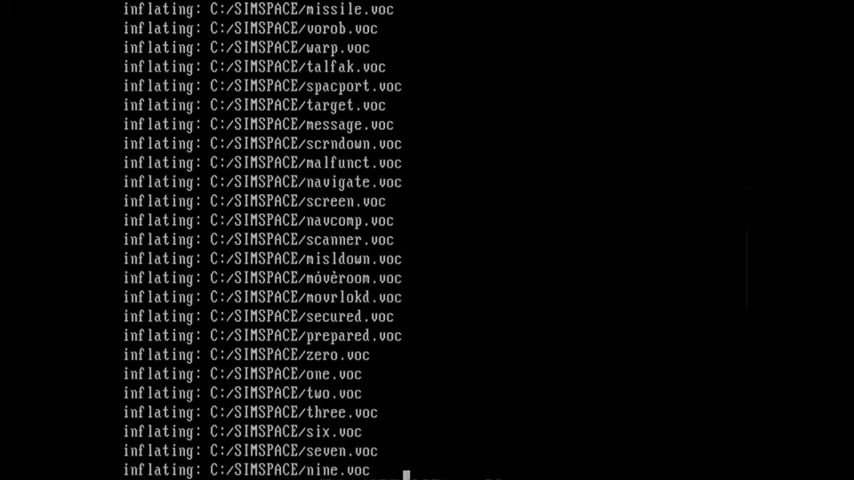 inflating: C:/SIMSPACE/missile.voc
inflating: C:/SIMSPACE/vorob.voc
inflating: C:/SIMSPACE/warp.voc
inflating: C:/SIMSPACE/talfak.voc
inflating: C:/SIMSPACE/spacport.voc
inflating: C:/SIMSPACE/target.voc
inflating: C:/SIMSPACE/message.voc
inflating: C:/SIMSPACE/scrndown.voc
inflating: C:/SIMSPACE/malfunct.voc
inflating: C:/SIMSPACE/navigate.voc
inflating: C:/SIMSPACE/screen.voc
inflating: C:/SIMSPACE/navcomp.voc
inflating: C:/SIMSPACE/scanner.voc
inflating: C:/SIMSPACE/misldown.voc
inflating: C:/SIMSPACE/moveroom.voc
inflating: C:/SIMSPACE/movrlokd.voc
inflating: C:/SIMSPACE/secured.voc
inflating: C:/SIMSPACE/prepared.voc
inflating: C:/SIMSPACE/zero.voc
inflating: C:/SIMSPACE/one.voc
inflating: C:/SIMSPACE/two.voc
inflating: C:/SIMSPACE/three.voc
inflating: C:/SIMSPACE/six.voc
inflating: C:/SIMSPACE/seven.voc
inflating: C:/SIMSPACE/nine.voc